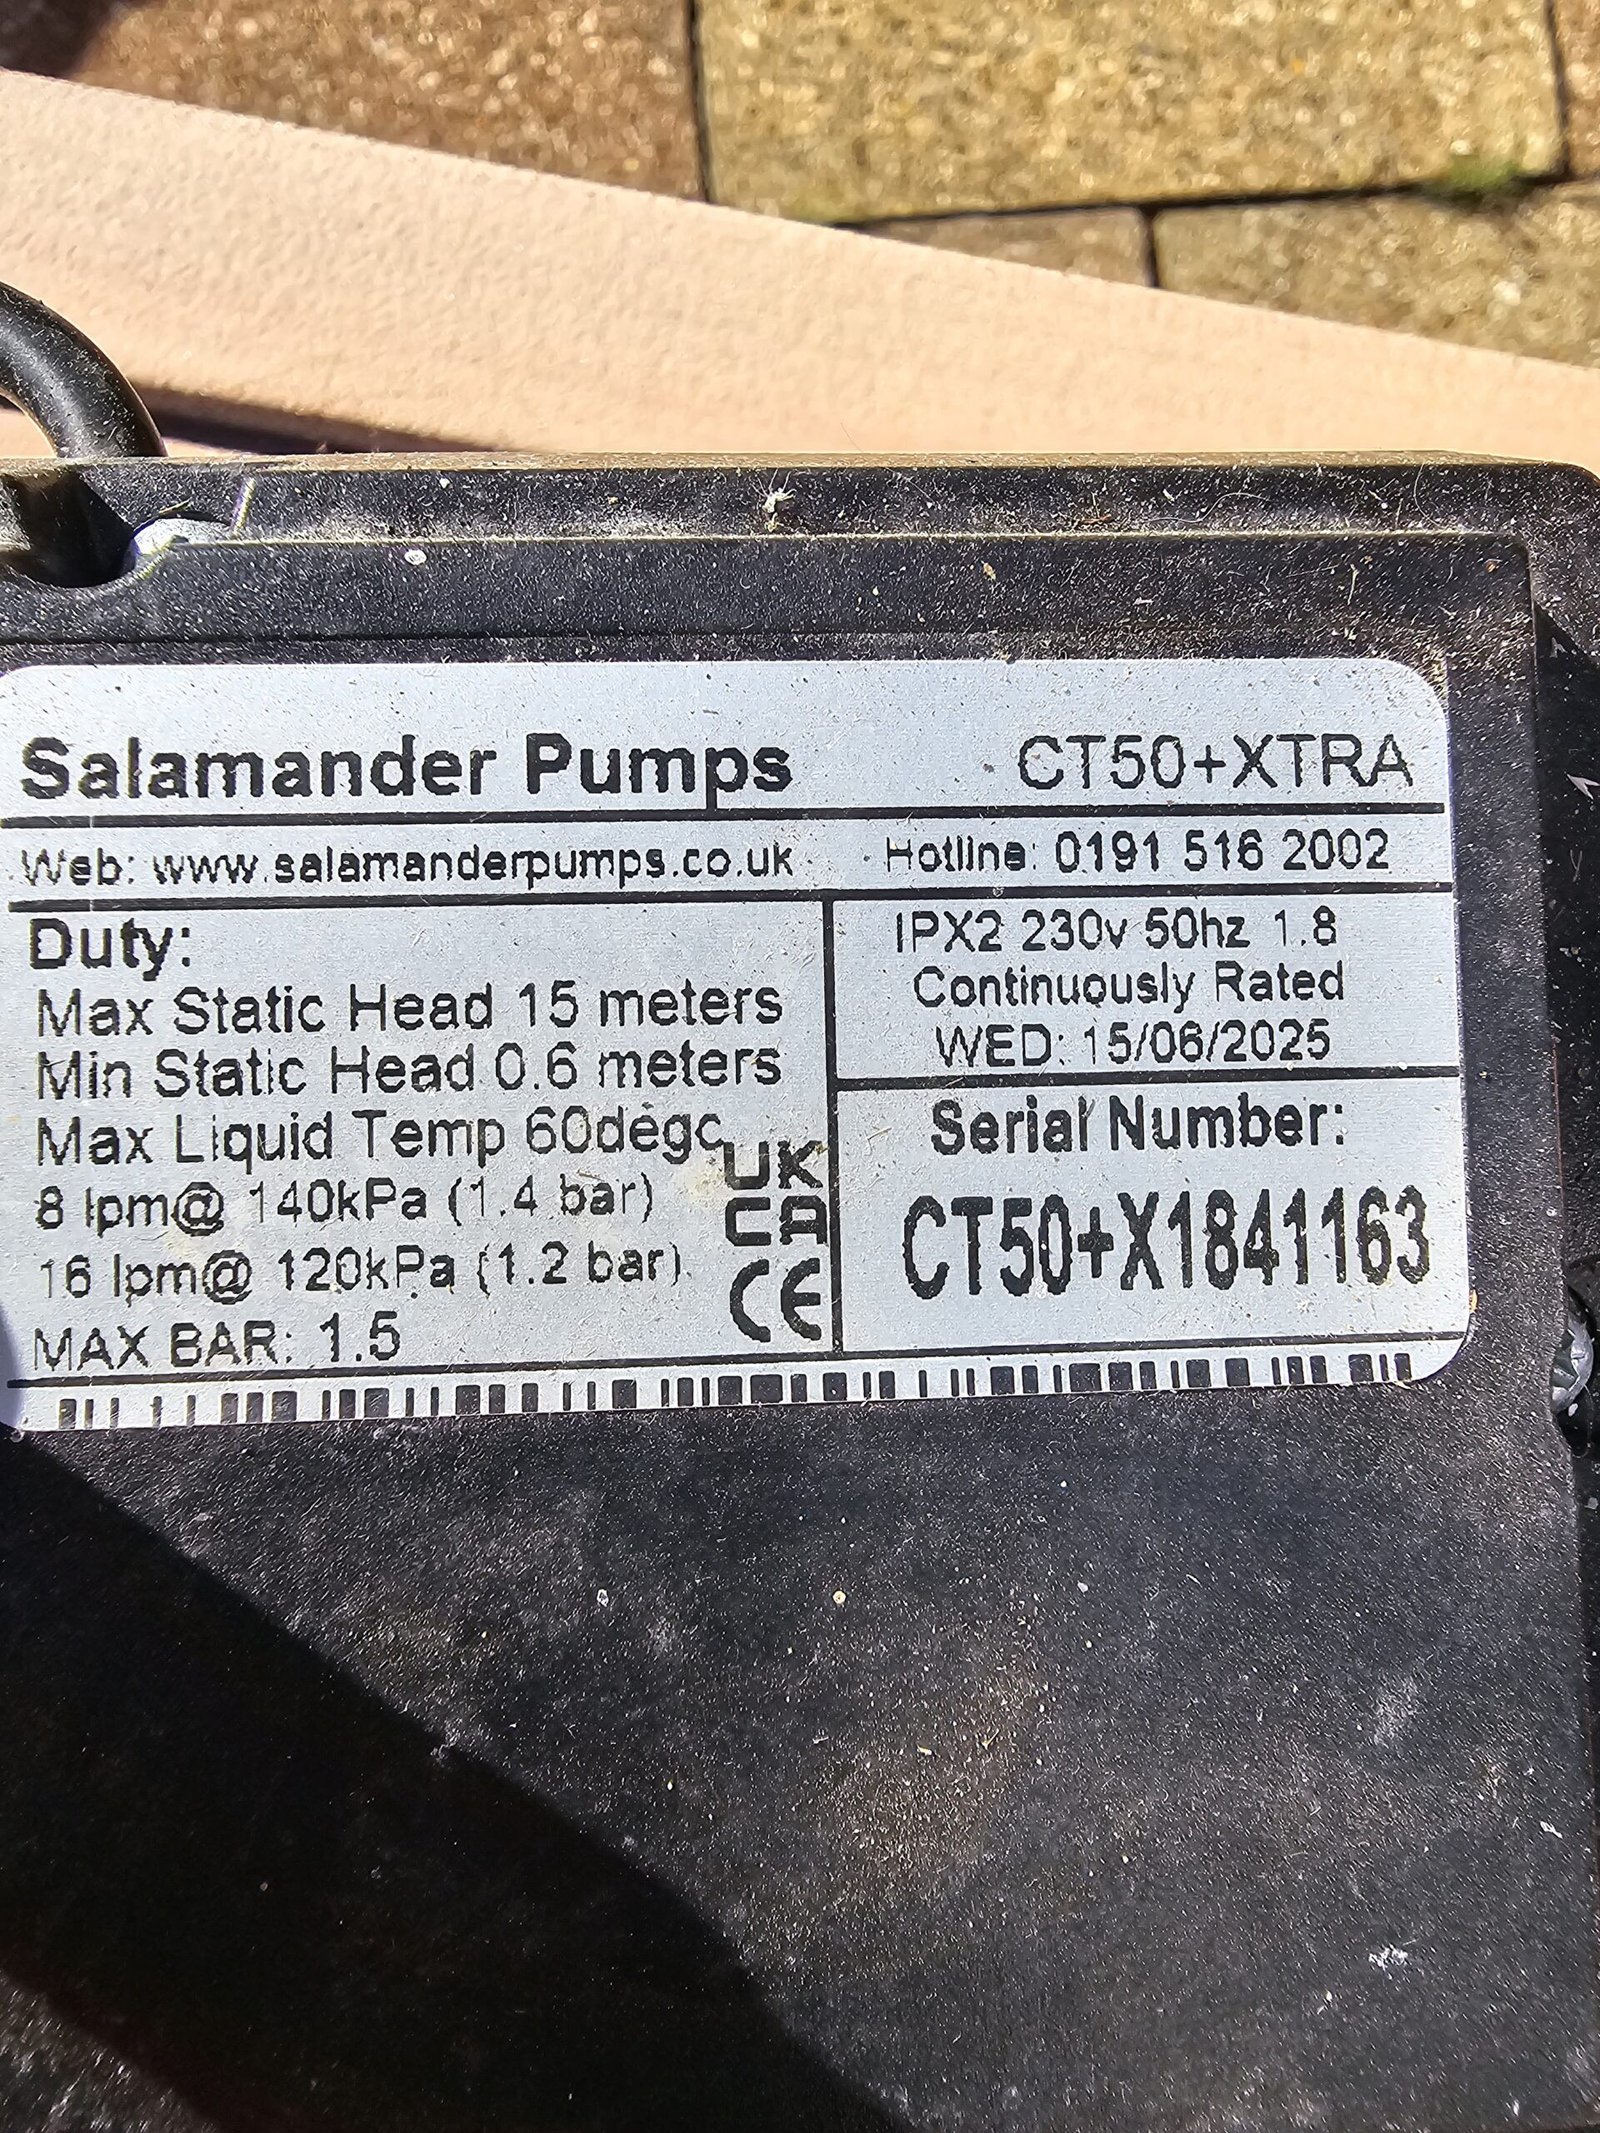 Salamander Pumps CT50+XTRA
Web: www.salamanderpumps.co.uk Hotline: 0191 516 2002
Duty:
Max Static Head 15 meters
Min Static Head 0.6 meters
Max Liquid Temp 60degc
8 lpm@ 140kPa (1.4 bar)
16 lpm@ 120kPa (1.2 bar)
MAX BAR: 1.5
UK
CA
CE
IPX2 230v 50hz 1.8
Continuously Rated
WED: 15/06/2025
Serial Number:
CT50+X1841163